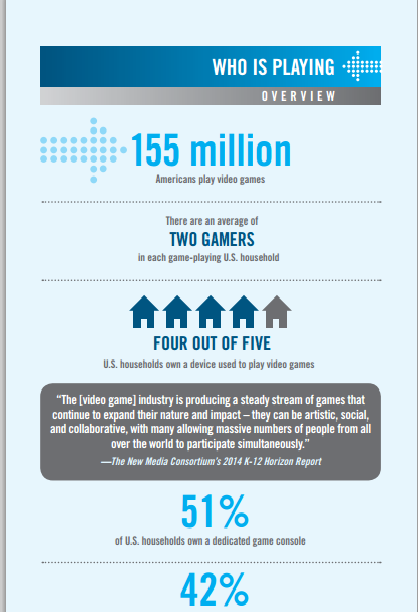 WHO IS PLAYING
OVERVIEW
155 million
Americans play video games
There are an average of
TWO GAMERS
in each game-playing U.S. household
FOUR OUT OF FIVE
U.S. households own a device used to play video games
“The [video game] industry is producing a steady stream of games that
continue to expand their nature and impact – they can be artistic, social,
and collaborative, with many allowing massive numbers of people from all
over the world to participate simultaneously.”
—The New Media Consortium’s 2014 K-12 Horizon Report
51%
of U.S. households own a dedicated game console
42%